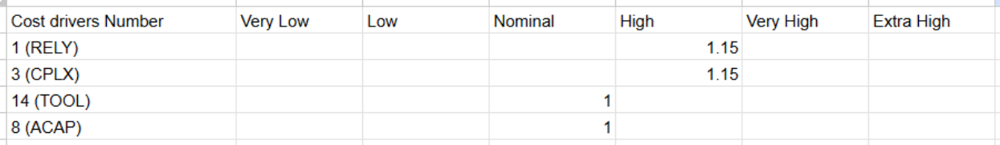 Cost drivers Number Very Low Low Nominal High Very High Extra High
1 (RELY) 1.15
3 (CPLX) 1.15
14 (TOOL) 1
8 (ACAP) 1